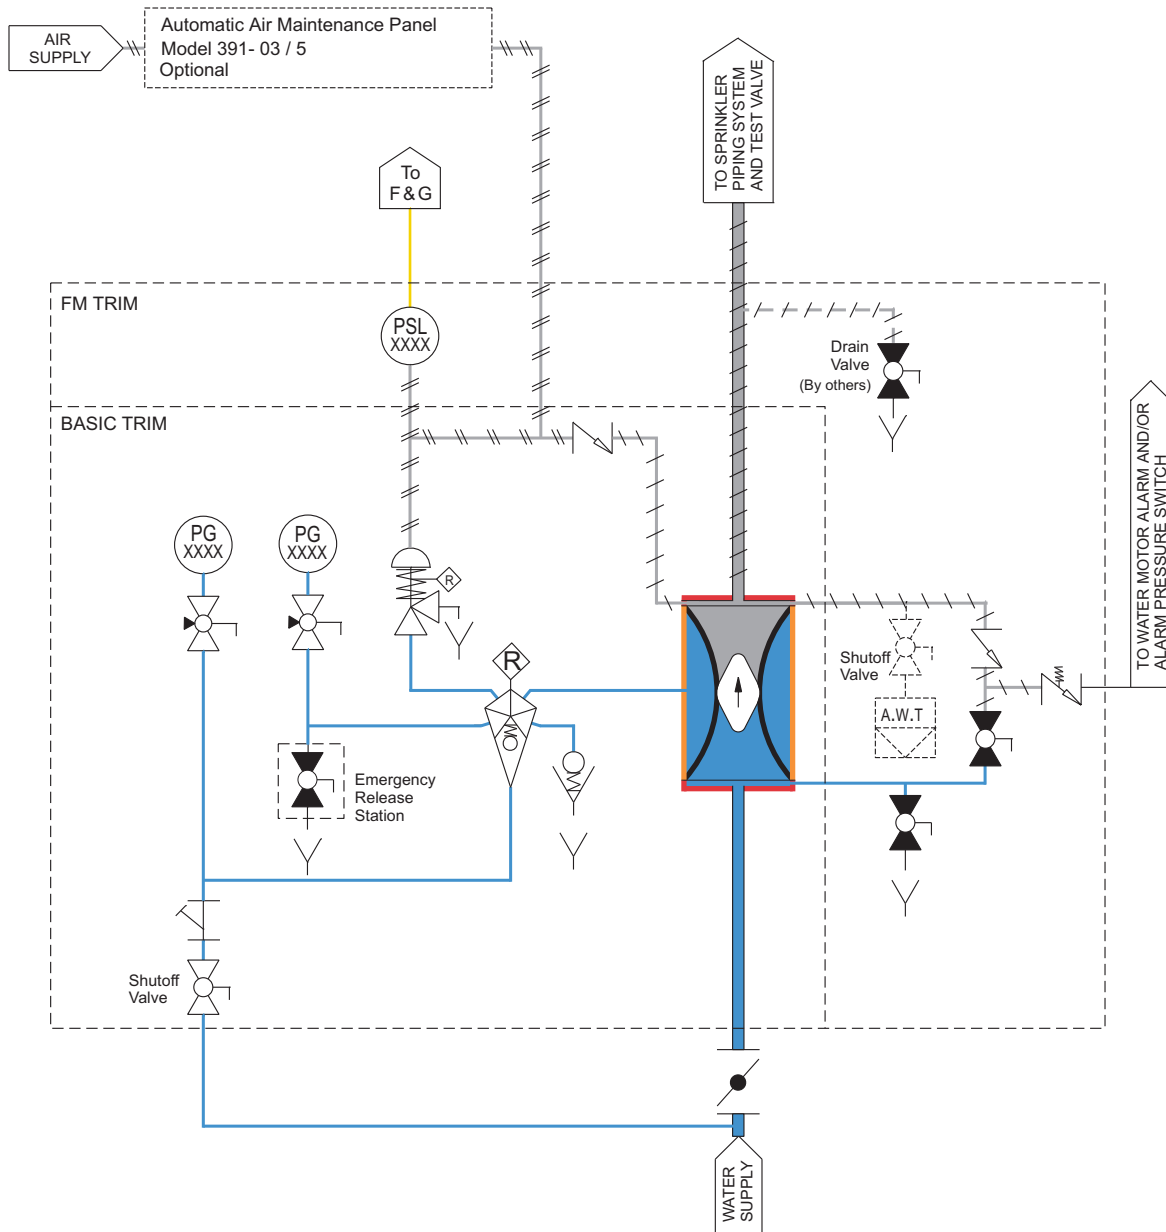 AIR
SUPPLY
Automatic Air Maintenance Panel
Model 391- 03 / 5
Optional
TO SPRINKLER
PIPING SYSTEM
AND TEST VALVE
To
F & G
FM TRIM
PSL
XXXX
Drain
Valve
(By others)
BASIC TRIM
TO WATER MOTOR ALARM AND/OR
ALARM PRESSURE SWITCH
PG
XXXX
PG
XXXX
R
R
Shutoff
Valve
A.W.T
Emergency
Release
Station
Shutoff
Valve
WATER
SUPPLY